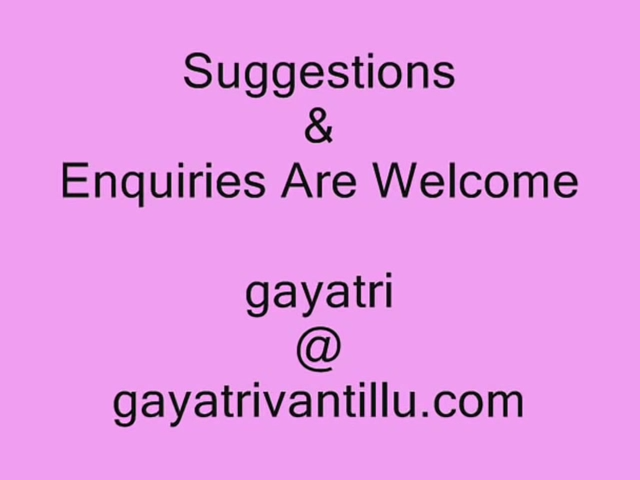 Suggestions
&
Enquiries Are Welcome
gayatri
@
gayatrivantillu.com